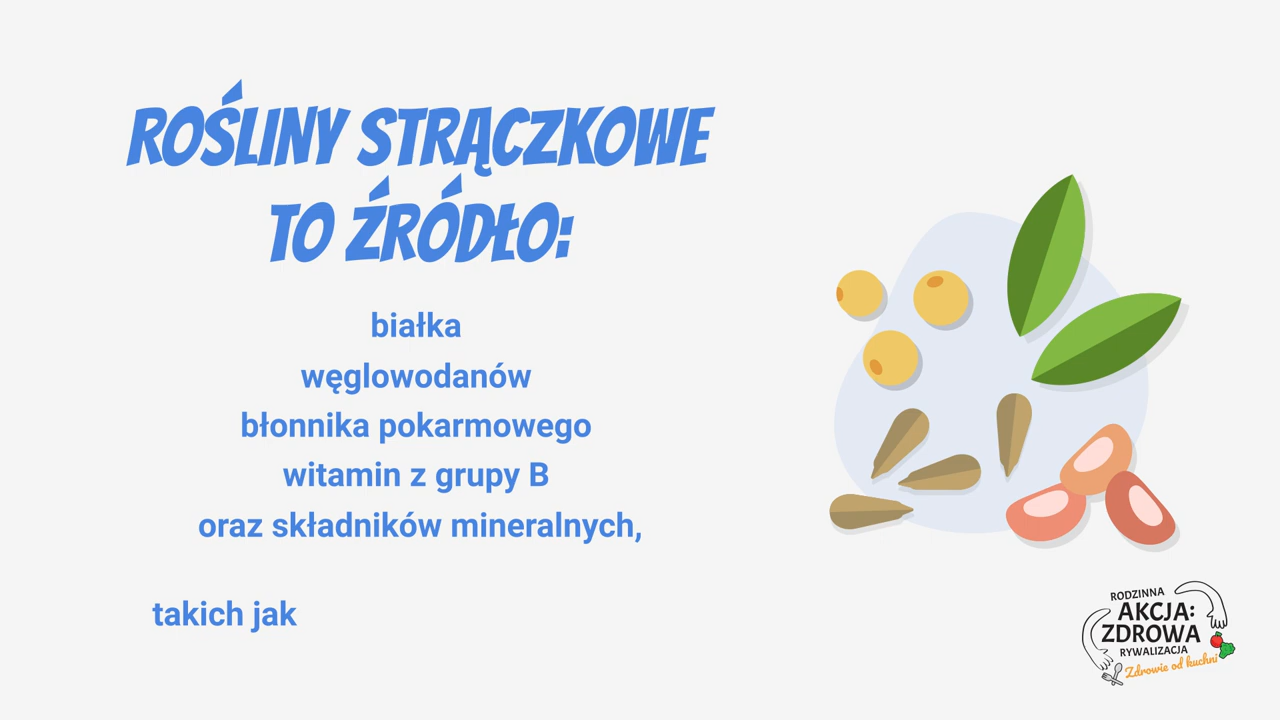 ROŚLINY STRĄCZKOWE
TO ŹRÓDŁO:
białka
węglowodanów
błonnika pokarmowego
witamin z grupy B
oraz składników mineralnych,
takich jak
RODZINNA
AKCJA:
ZDROWA
RYWALIZACJA
Zdrowie od kuchni